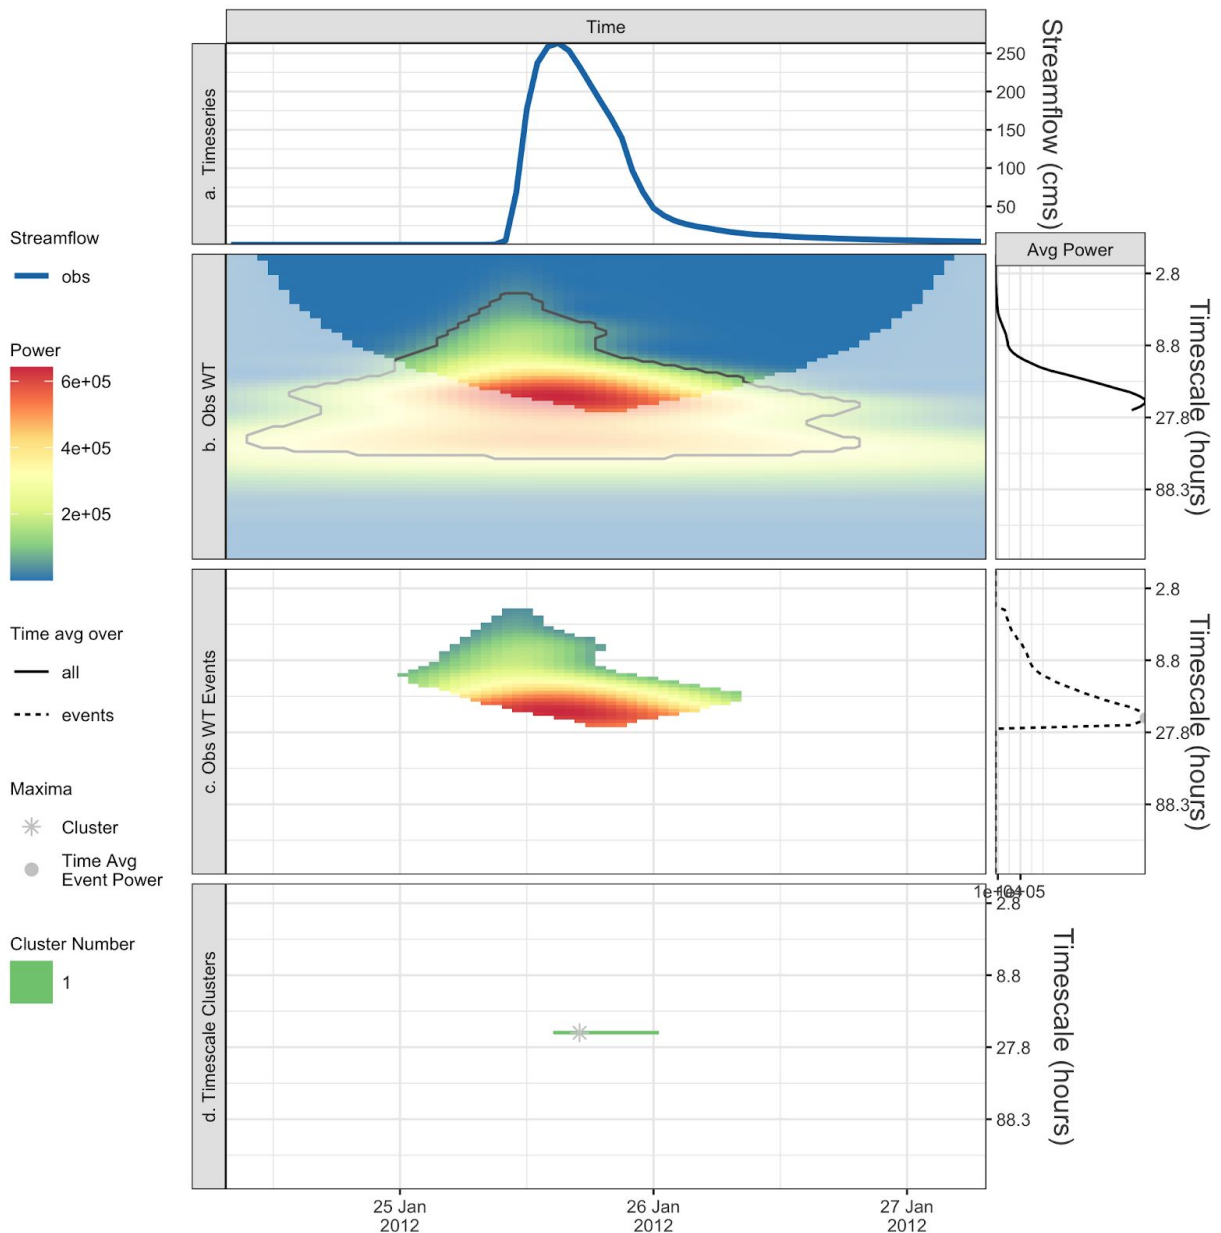 Time
a. Timeseries
250
200
150
100
50
Streamflow (cms)
Streamflow
obs
Power
6e+05
4e+05
2e+05
b. Obs WT
Avg Power
2.8
8.8
27.8
88.3
Timescale (hours)
Time avg over
all
events
c. Obs WT Events
2.8
8.8
27.8
88.3
Timescale (hours)
Maxima
Cluster
Time Avg
Event Power
Cluster Number
1
d. Timescale Clusters
2.8
8.8
27.8
88.3
Timescale (hours)
25 Jan
2012
26 Jan
2012
27 Jan
2012